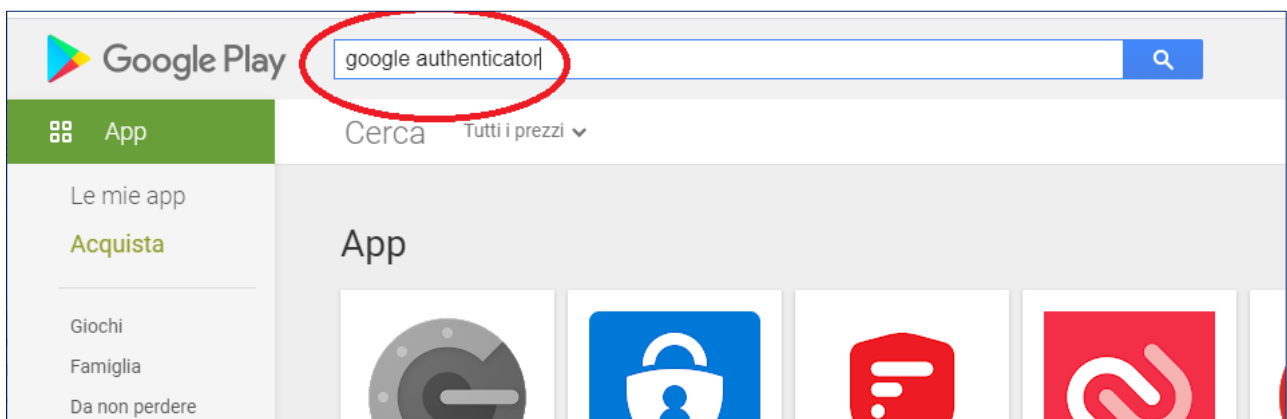 Google Play
google authenticator
App
Cerca
Tutti i prezzi
Le mie app
Acquista
App
Giochi
Famiglia
Da non perdere